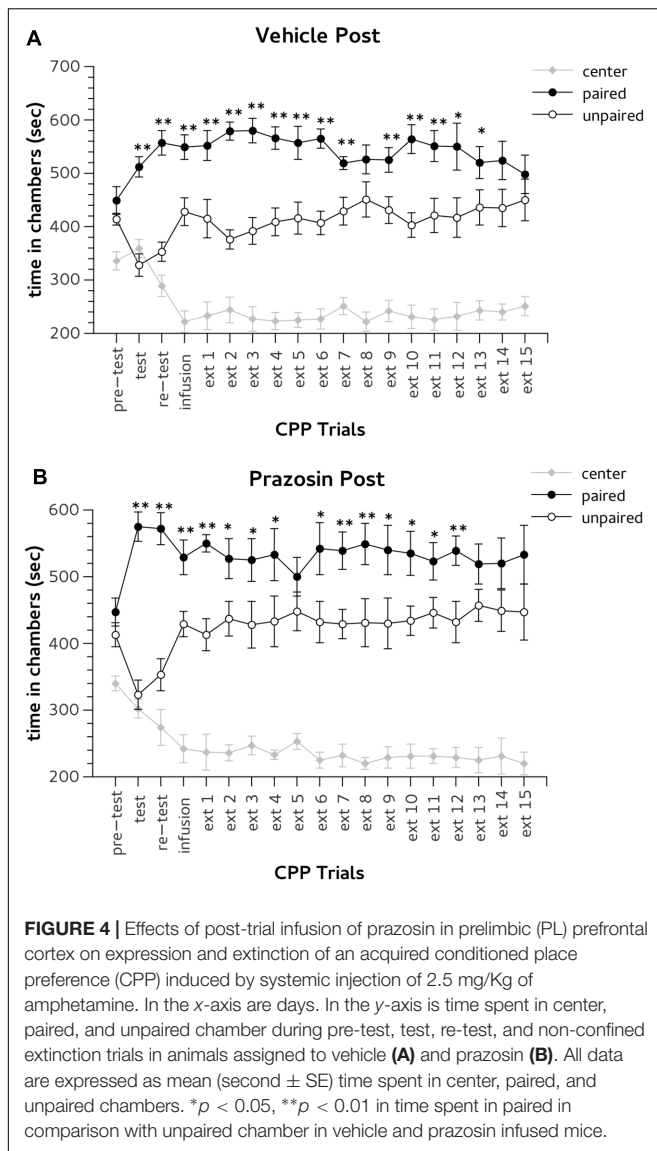 A
Vehicle Post
700
600
500
400
300
200
time in chambers (sec)
center
paired
unpaired
** ** ** ** ** ** ** ** ** ** ** ** ** * *
pre-test
test
re-test
infusion
ext 1
ext 2
ext 3
ext 4
ext 5
ext 6
ext 7
ext 8
ext 9
ext 10
ext 11
ext 12
ext 13
ext 14
ext 15
CPP Trials
B
Prazosin Post
600
500
400
300
200
time in chambers (sec)
center
paired
unpaired
** ** ** ** * * * * ** ** * * * **
pre-test
test
re-test
infusion
ext 1
ext 2
ext 3
ext 4
ext 5
ext 6
ext 7
ext 8
ext 9
ext 10
ext 11
ext 12
ext 13
ext 14
ext 15
CPP Trials
FIGURE 4 | Effects of post-trial infusion of prazosin in prelimbic (PL) prefrontal
cortex on expression and extinction of an acquired conditioned place
preference (CPP) induced by systemic injection of 2.5 mg/Kg of
amphetamine. In the x-axis are days. In the y-axis is time spent in center,
paired, and unpaired chamber during pre-test, test, re-test, and non-confined
extinction trials in animals assigned to vehicle (A) and prazosin (B). All data
are expressed as mean (second ± SE) time spent in center, paired, and
unpaired chambers. *p < 0.05, **p < 0.01 in time spent in paired in
comparison with unpaired chamber in vehicle and prazosin infused mice.